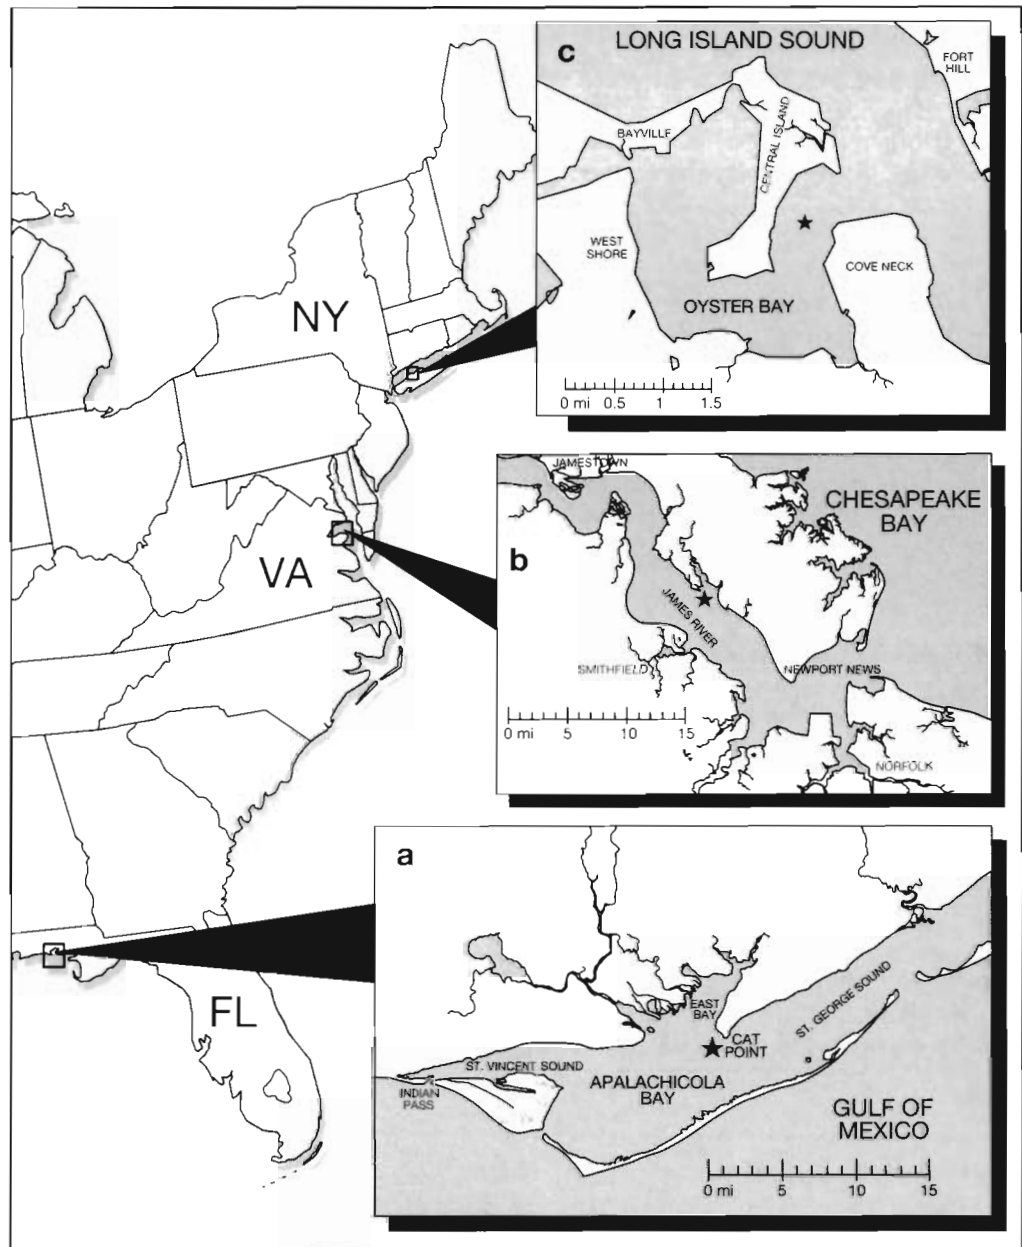 NY
VA
FL
c
LONG ISLAND SOUND
FORT
HILL
BAYVILLE
CENTRAL ISLAND
WEST
SHORE
COVE NECK
OYSTER BAY
0 mi 0.5 1 1.5
JAMESTOWN
CHESAPEAKE
BAY
b
JAMES RIVER
SMITHFIELD
NEWPORT NEWS
0 mi 5 10 15
NORFOLK
a
EAST
BAY
ST. GEORGE SOUND
CAT
POINT
ST. VINCENT SOUND
INDIAN
PASS
APALACHICOLA
BAY
GULF OF
MEXICO
0 mi 5 10 15